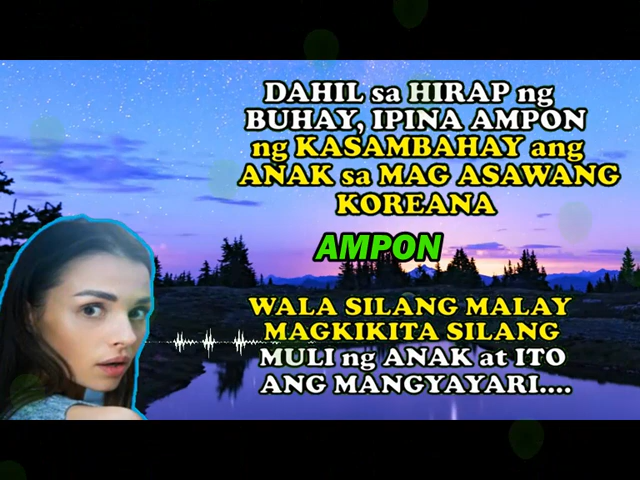 DAHIL sa HIRAP ng
BUHAY, IPINA AMPON
ng KASAMBAHAY ang
ANAK sa MAG ASAWANG
KOREANA
AMPON
WALA SILANG MALAY
MAGKIKITA SILANG
MULI ng ANAK at ITO
ANG MANGYAYARI....